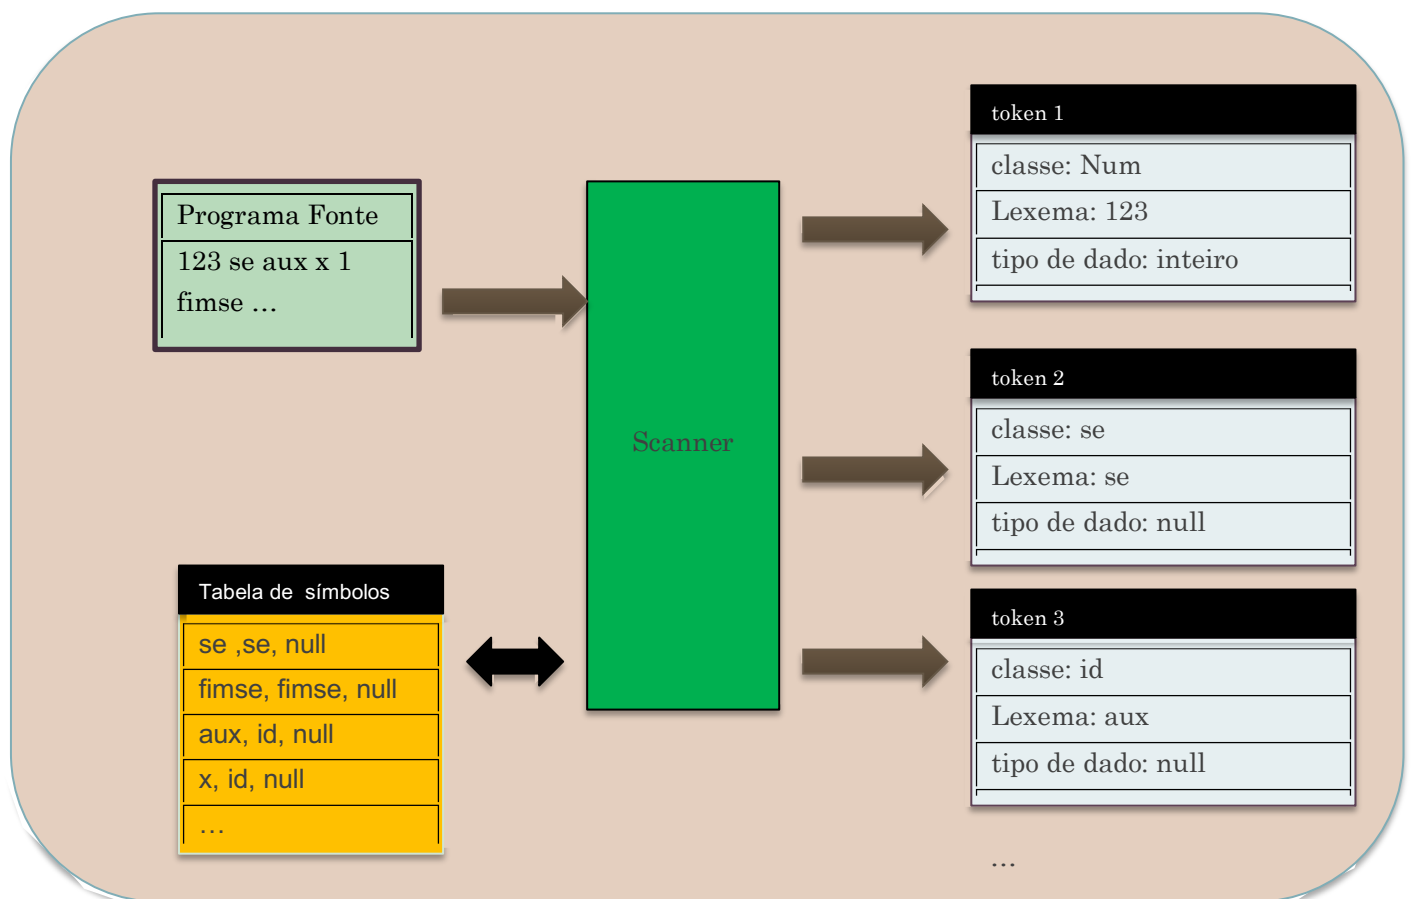 Programa Fonte
123 se aux x 1
fimse …
Scanner
Tabela de símbolos
se ,se, null
fimse, fimse, null
aux, id, null
x, id, null
…
token 1
classe: Num
Lexema: 123
tipo de dado: inteiro
token 2
classe: se
Lexema: se
tipo de dado: null
token 3
classe: id
Lexema: aux
tipo de dado: null
…